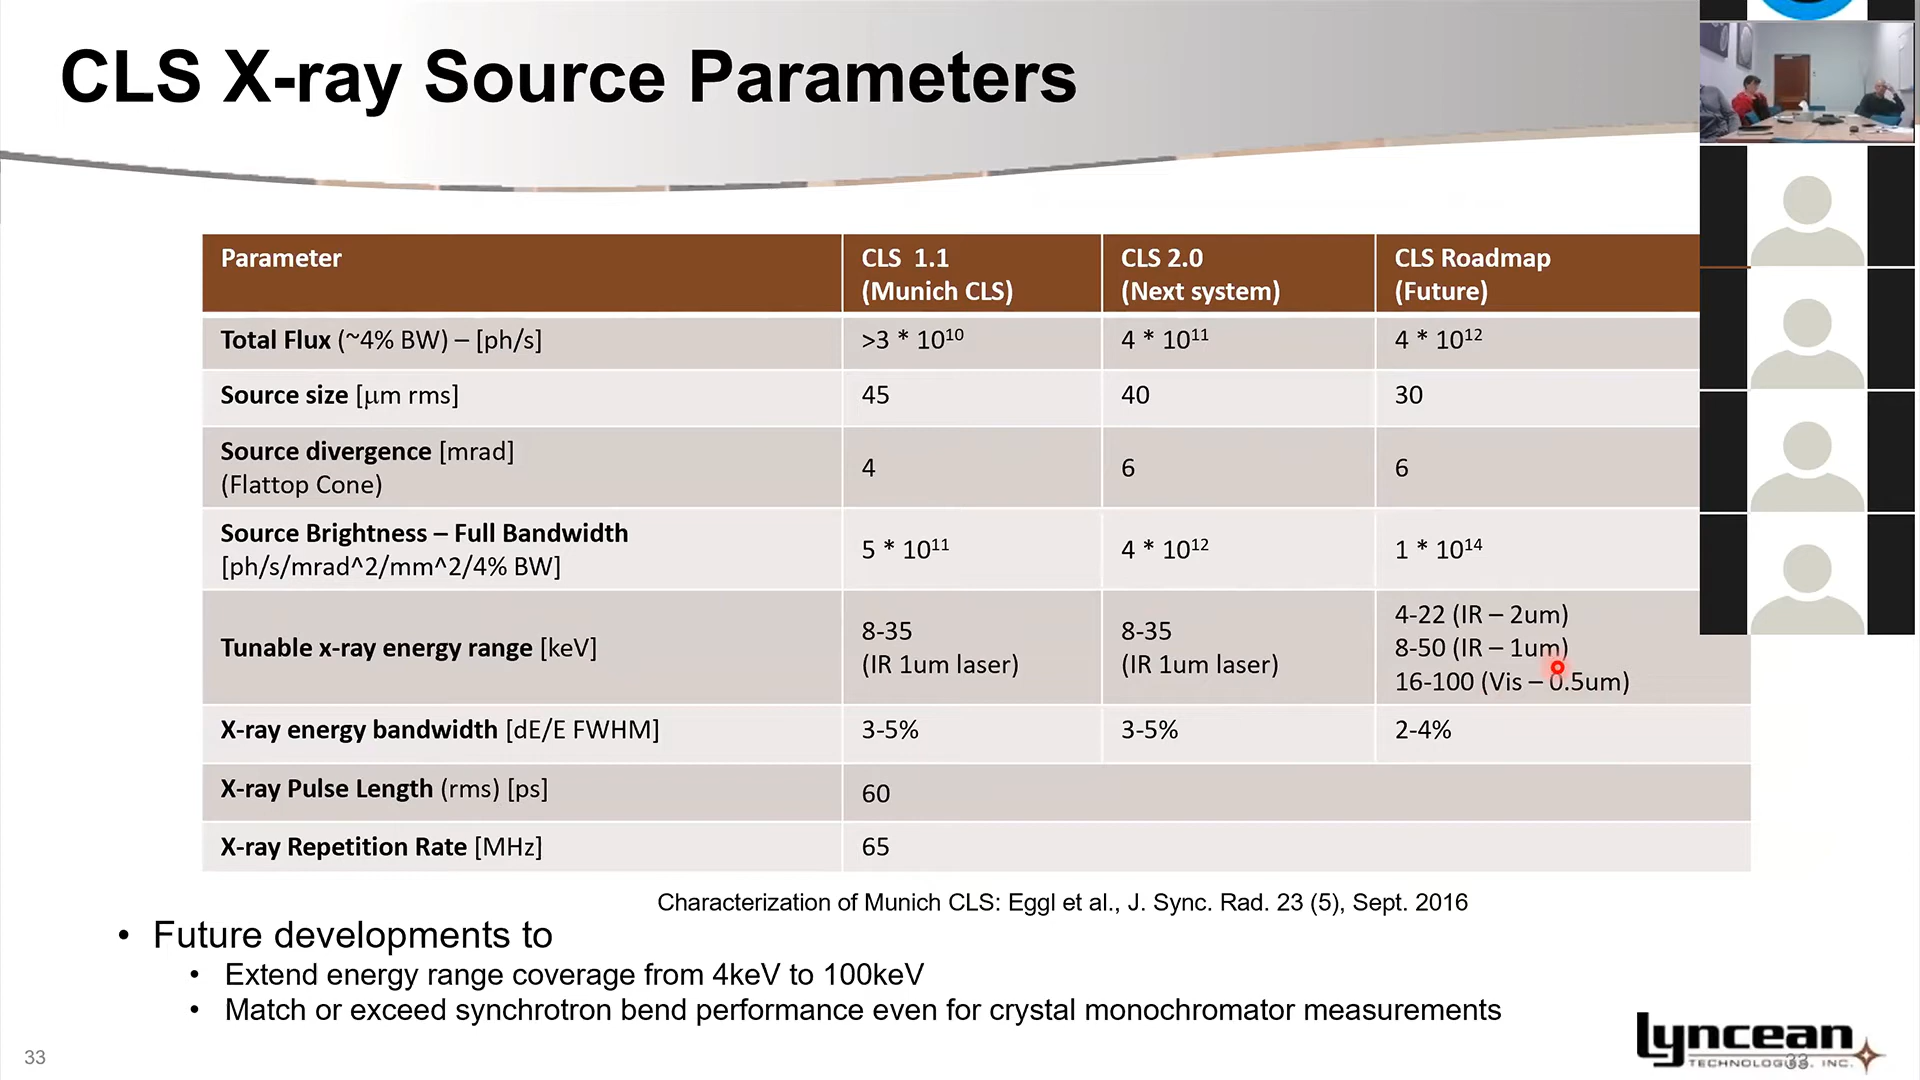 CLS X-ray Source Parameters
Parameter
CLS 1.1
(Munich CLS)
CLS 2.0
(Next system)
CLS Roadmap
(Future)
Total Flux (~4% BW) – [ph/s]
>3 * 10¹⁰
4 * 10¹¹
4 * 10¹²
Source size [μm rms]
45
40
30
Source divergence [mrad]
(Flattop Cone)
4
6
6
Source Brightness – Full Bandwidth
[ph/s/mrad^2/mm^2/4% BW]
5 * 10¹¹
4 * 10¹²
1 * 10¹⁴
Tunable x-ray energy range [keV]
8-35
(IR 1um laser)
8-35
(IR 1um laser)
4-22 (IR – 2um)
8-50 (IR – 1um)
16-100 (Vis – 0.5um)
X-ray energy bandwidth [dE/E FWHM]
3-5%
3-5%
2-4%
X-ray Pulse Length (rms) [ps]
60
X-ray Repetition Rate [MHz]
65
Characterization of Munich CLS: Eggl et al., J. Sync. Rad. 23 (5), Sept. 2016
• Future developments to
• Extend energy range coverage from 4keV to 100keV
• Match or exceed synchrotron bend performance even for crystal monochromator measurements
33
lyncean
TECHNOLOGIES, INC.
33